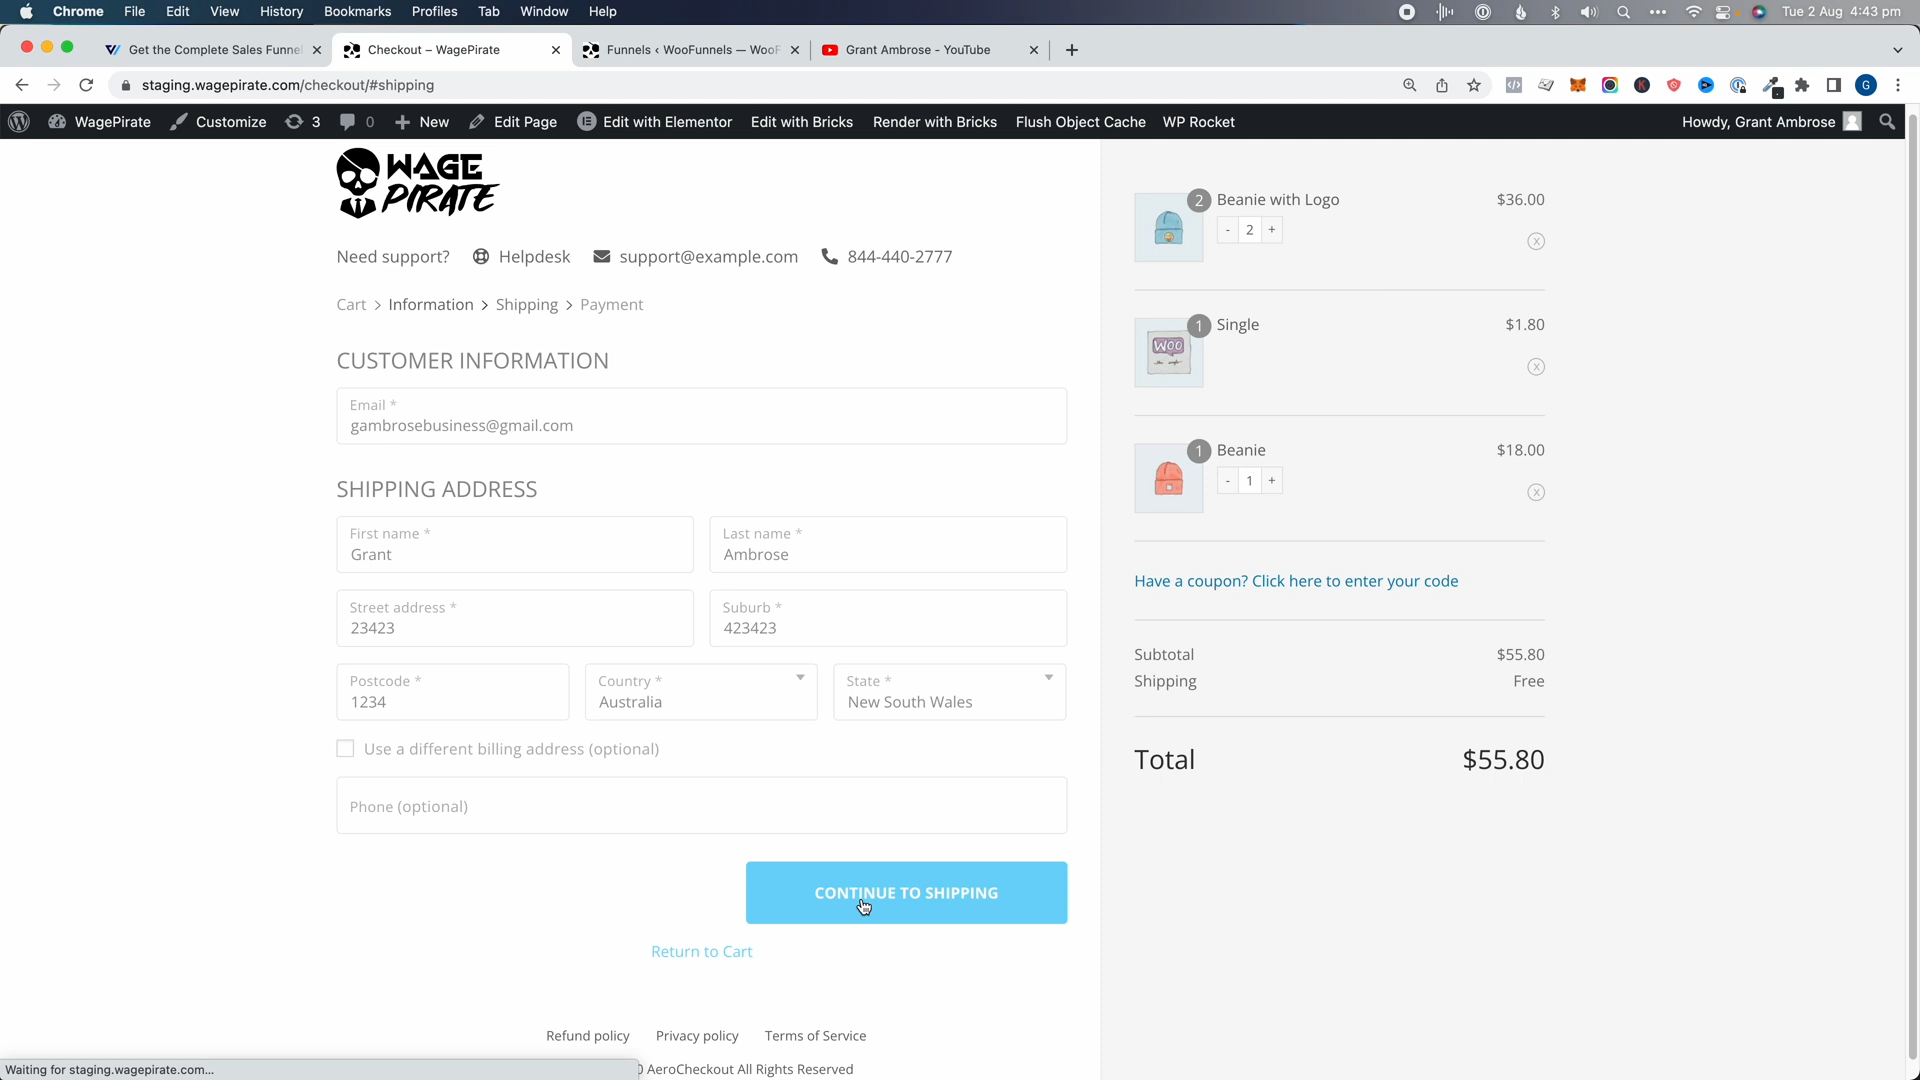 Chrome File Edit View History Bookmarks Profiles Tab Window Help Tue 2 Aug 4:43 pm
Get the Complete Sales Funne Checkout – WagePirate Funnels ‹ WooFunnels — WooF Grant Ambrose - YouTube
staging.wagepirate.com/checkout/#shipping G
WagePirate Customize 3 0 New Edit Page Edit with Elementor Edit with Bricks Render with Bricks Flush Object Cache WP Rocket Howdy, Grant Ambrose
WAGE
PIRATE
Need support? Helpdesk support@example.com 844-440-2777
Cart > Information > Shipping > Payment
CUSTOMER INFORMATION
Email *
gambrosebusiness@gmail.com
SHIPPING ADDRESS
First name *
Grant
Last name *
Ambrose
Street address *
23423
Suburb *
423423
Postcode *
1234
Country *
Australia
State *
New South Wales
Use a different billing address (optional)
Phone (optional)
CONTINUE TO SHIPPING
Return to Cart
Refund policy Privacy policy Terms of Service
AeroCheckout All Rights Reserved
Waiting for staging.wagepirate.com...
2 Beanie with Logo $36.00
- 2 +
x
1 Single $1.80
WOO
x
1 Beanie $18.00
- 1 +
x
Have a coupon? Click here to enter your code
Subtotal $55.80
Shipping Free
Total $55.80